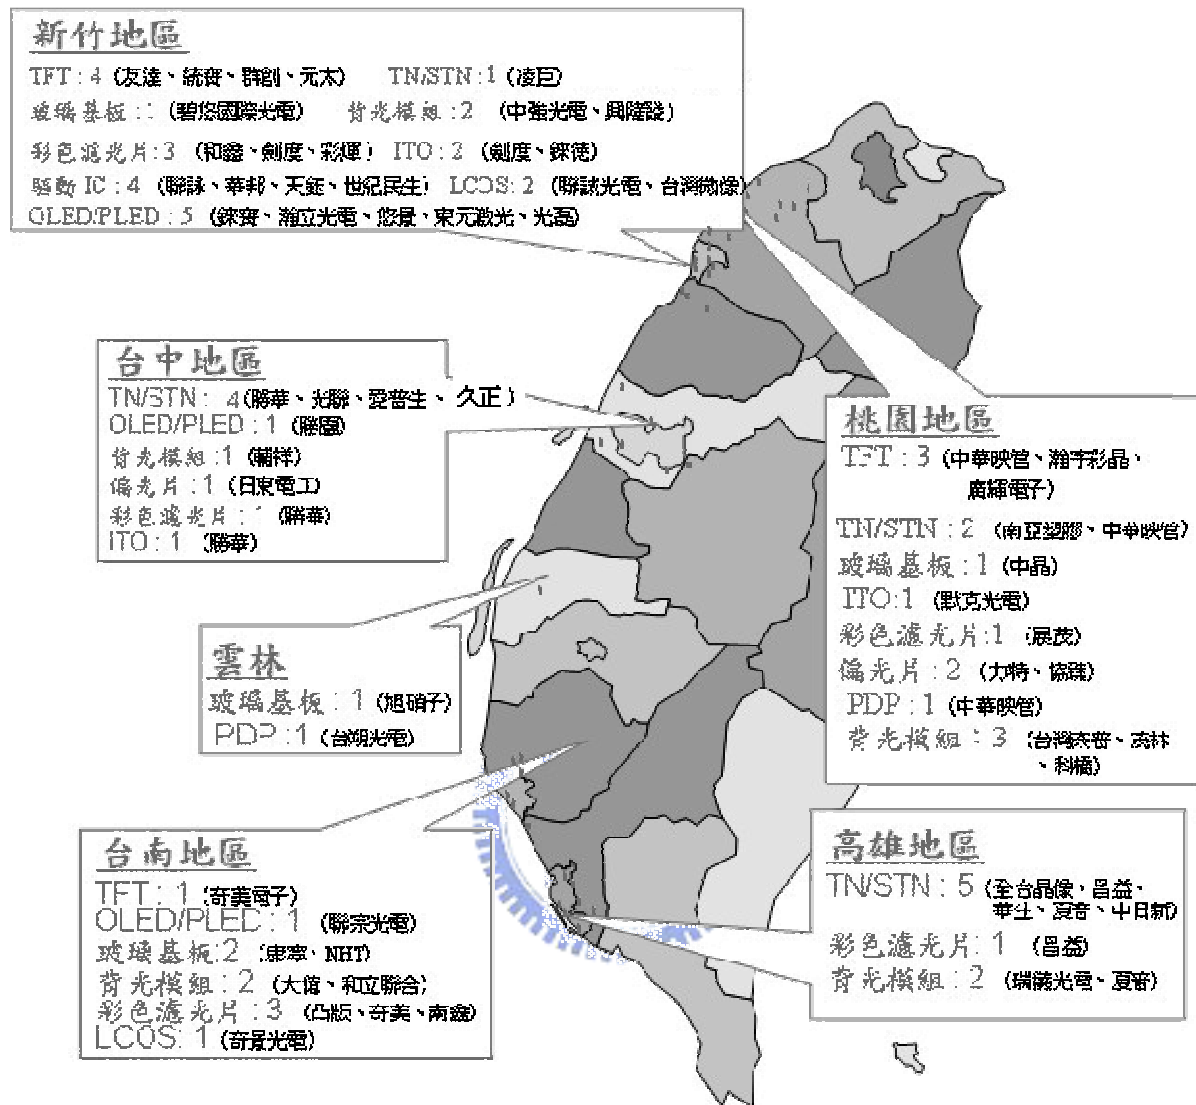 新竹地區
TFT : 4 (友達、統寶、群創、元太) TN/STN : 1 (凌巨)
玻璃基板 : (碧悠國際光電) 背光模組 : 2 (中強光電、興隆發)
彩色濾光片 : 3 (和鑫、劍度、彩輝) ITO : 2 (劍度、錸德)
驅動 IC : 4 (聯詠、華邦、天鈺、世紀民生) LCOS: 2 (聯誠光電、台灣微像)
OLED/PLED : 5 (錸寶、瀚立光電、悠景、東元激光、光磊)
台中地區
TN/STN : 4 (勝華、光聯、愛普生、久正)
OLED/PLED : 1 (勝園)
背光模組 :1 (輔祥)
偏光片 : 1 (日東電工)
彩色濾光片 : (勝華)
ITO : 1 (勝華)
桃園地區
TFT : 3 (中華映管、瀚宇彩晶、
廣輝電子)
TN/STN : 2 (南亞塑膠、中華映管)
玻璃基板 : 1 (中晶)
ITO:1 (默克光電)
彩色濾光片:1 (展茂)
偏光片 : 2 (力特、協臻)
PDP : 1 (中華映管)
背光模組 : 3 (台灣奈普、茂林
、科橋)
雲林
玻璃基板 : 1 (旭硝子)
PDP :1 (台朔光電)
台南地區
TFT : 1 (奇美電子)
OLED/PLED : 1 (聯宗光電)
玻璃基板:2 (康寧、NHT)
背光模組:2 (大億、和立聯合)
彩色濾光片:3 (凸版、奇美、南鑫)
LCOS: 1 (奇景光電)
高雄地區
TN/STN : 5 (全台晶像、昌益、
華生、夏普、中日新)
彩色濾光片 : 1 (昌益)
背光模組 : 2 (瑞儀光電、夏普)